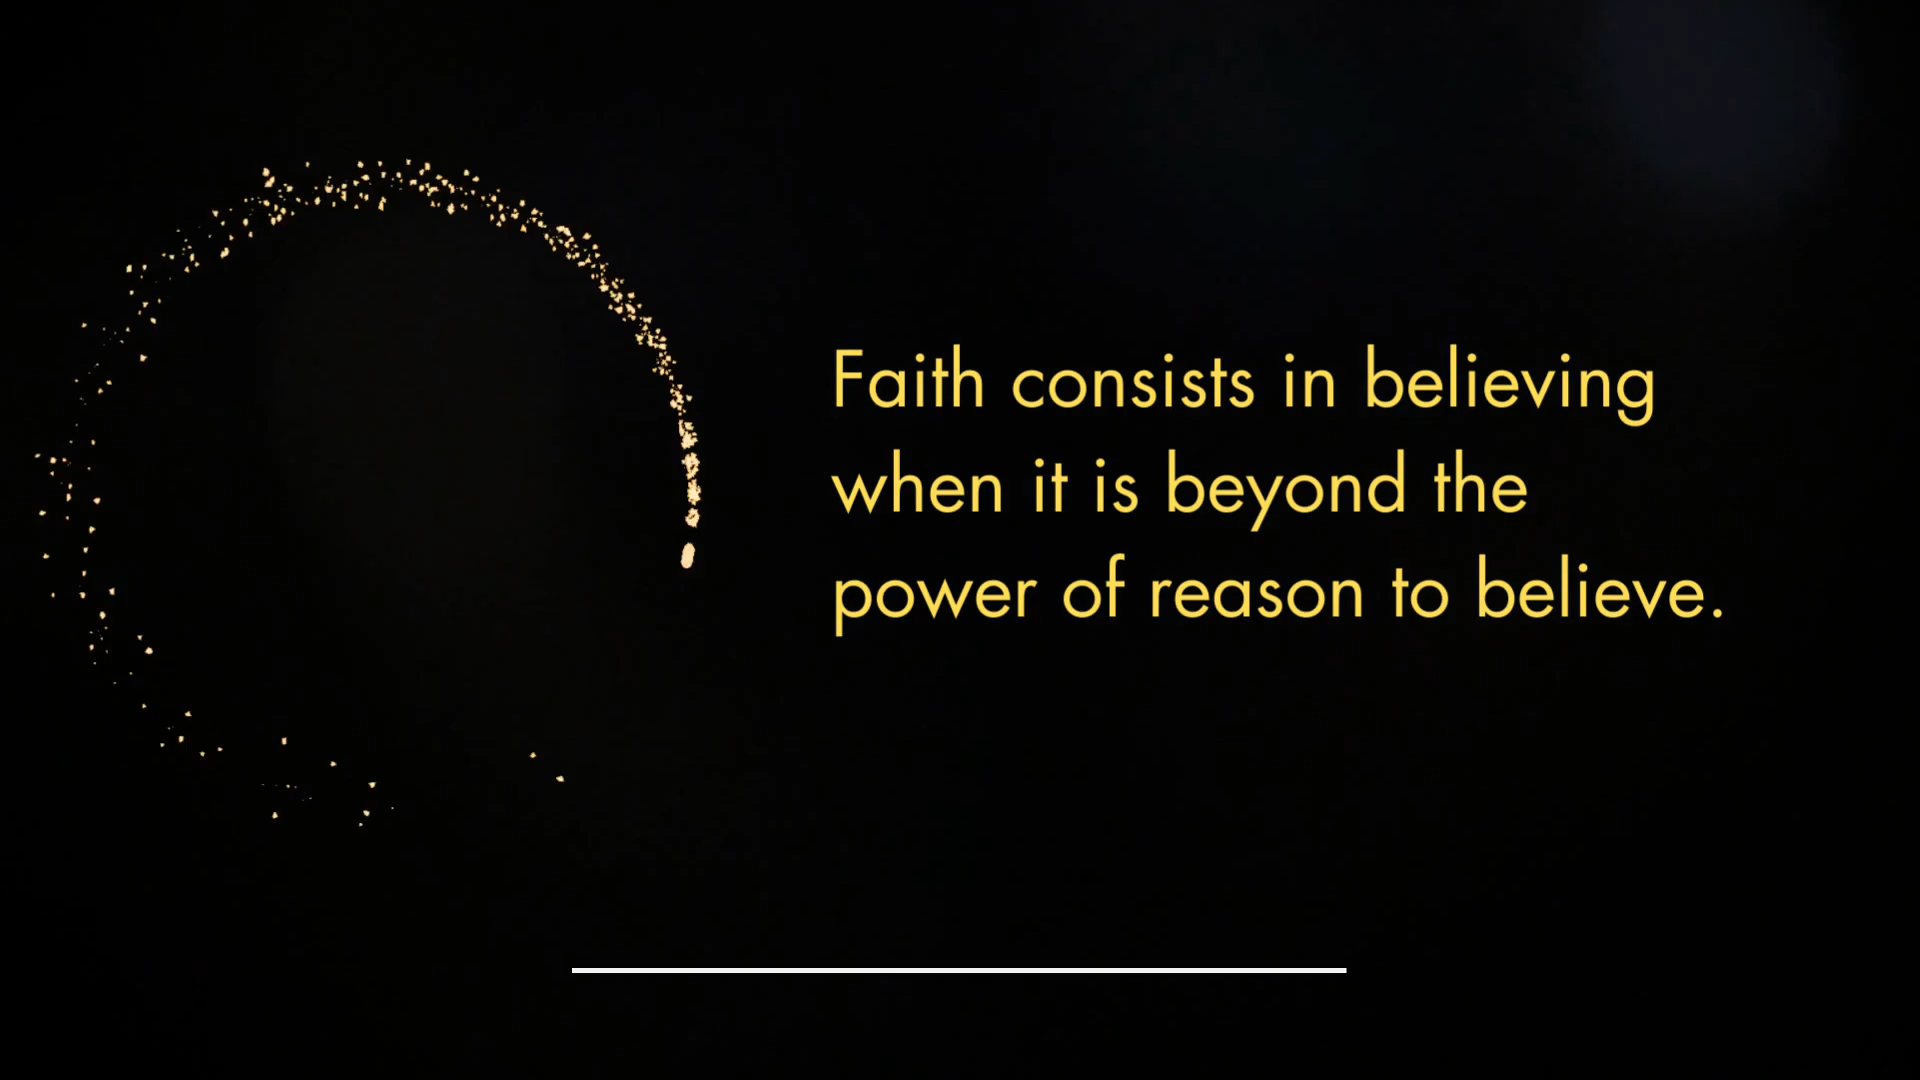 Faith consists in believing
when it is beyond the
power of reason to believe.